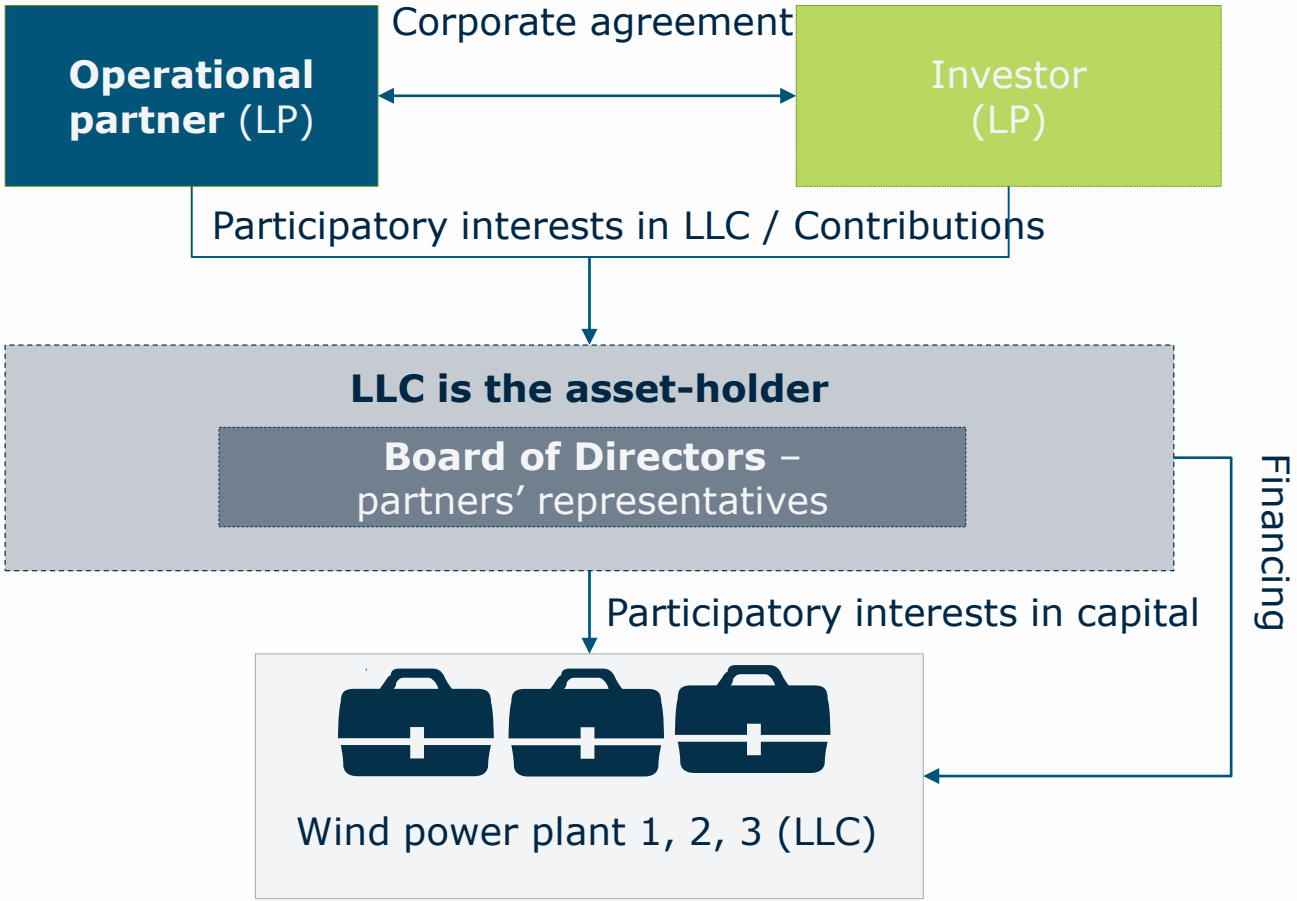 Corporate agreement
Operational
partner (LP)
Investor
(LP)
Participatory interests in LLC / Contributions
LLC is the asset-holder
Board of Directors –
partners’ representatives
Financing
Participatory interests in capital
Wind power plant 1, 2, 3 (LLC)